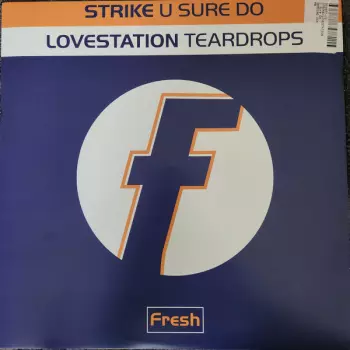 STRIKE U SURE DO
LOVESTATION TEARDROPS
F
Fresh